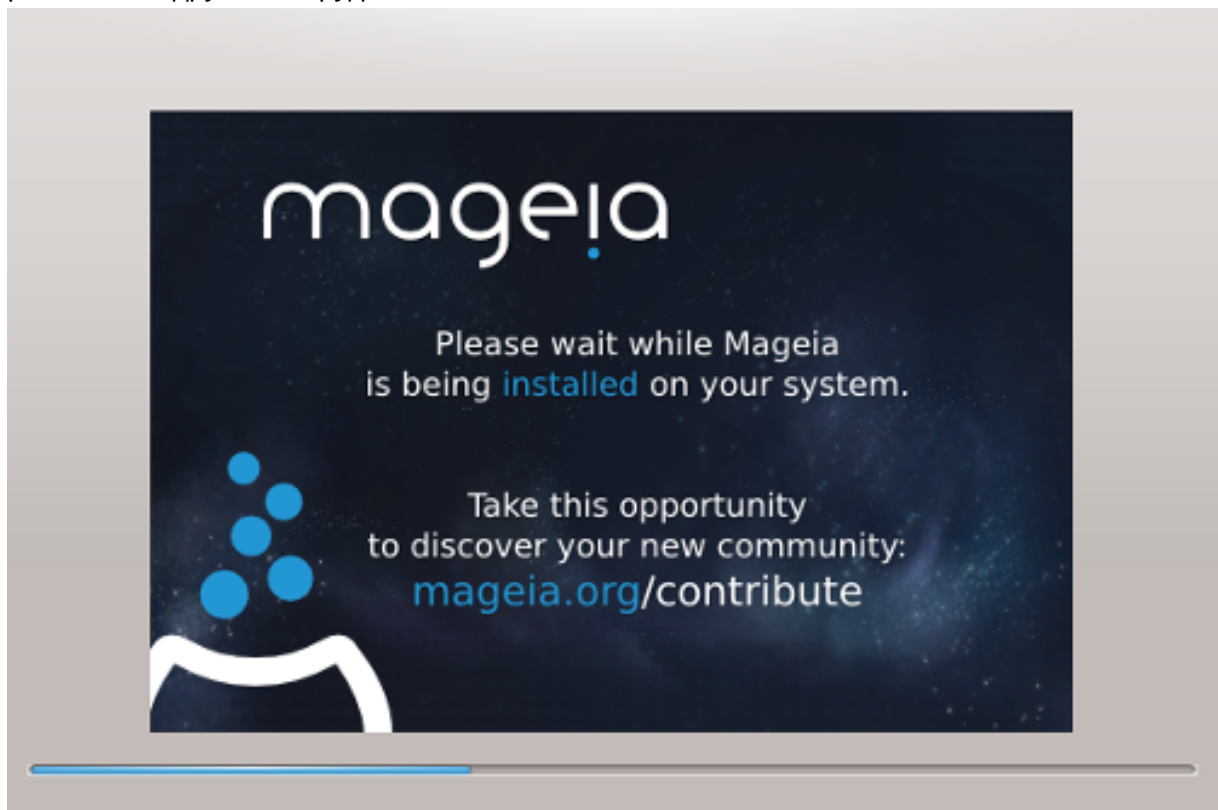 mageia
Please wait while Mageia
is being installed on your system.
Take this opportunity
to discover your new community:
mageia.org/contribute